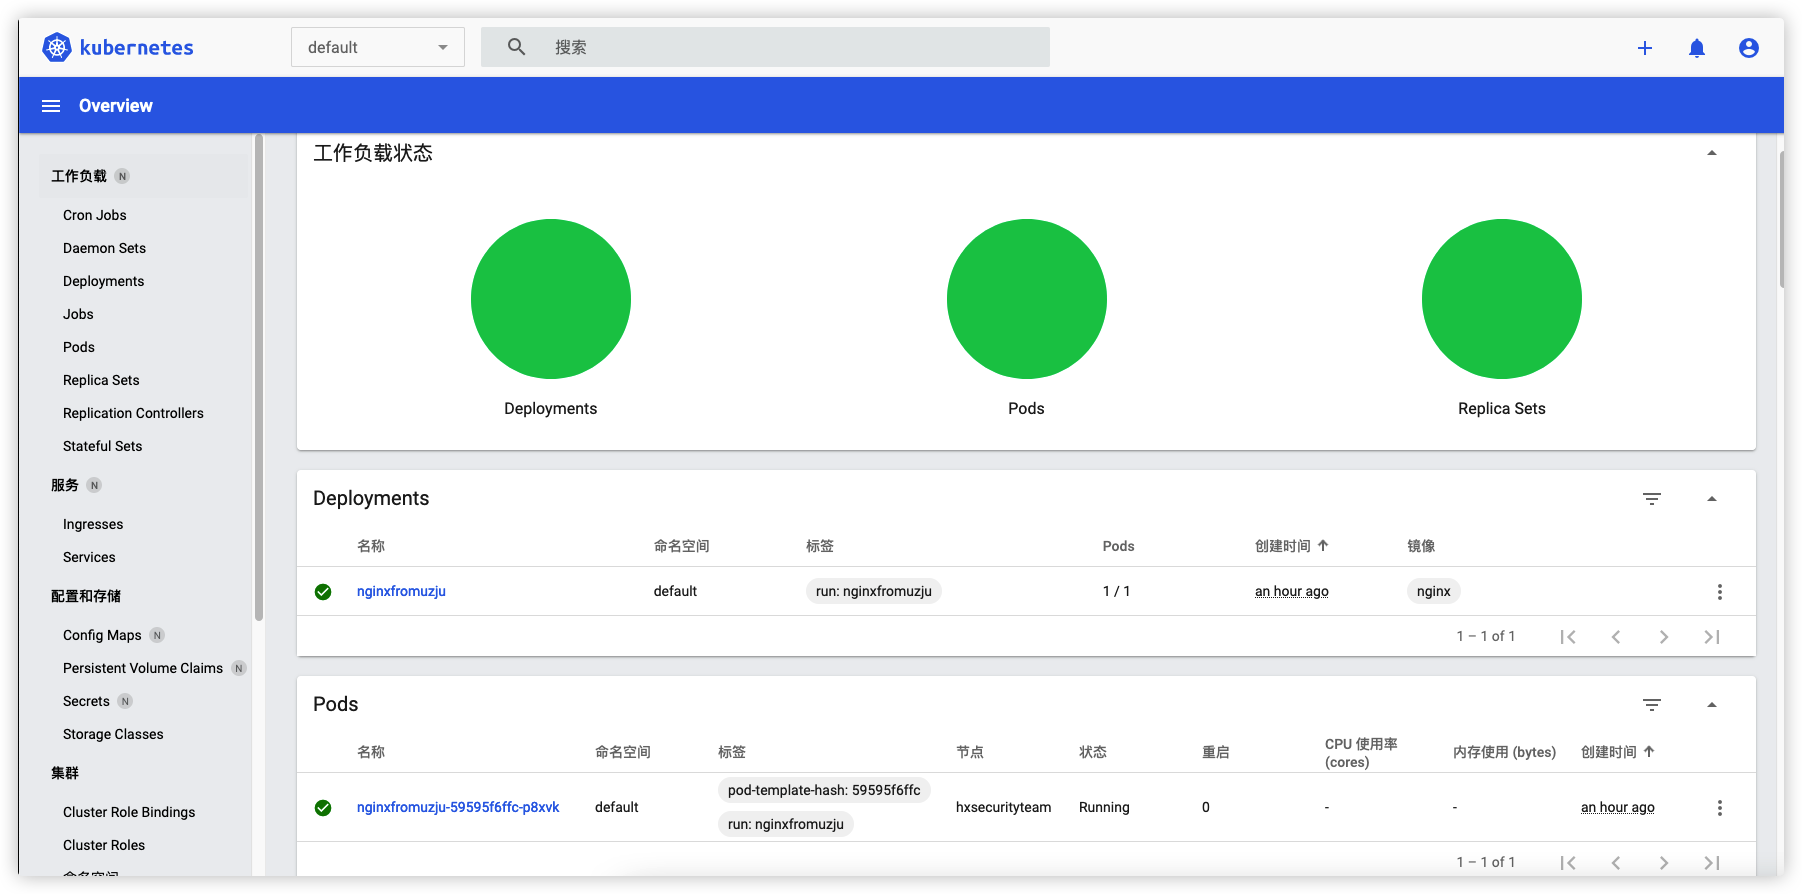 kubernetes
default
搜索
Overview
工作负载 N
Cron Jobs
Daemon Sets
Deployments
Jobs
Pods
Replica Sets
Replication Controllers
Stateful Sets
服务 N
Ingresses
Services
配置和存储
Config Maps N
Persistent Volume Claims N
Secrets N
Storage Classes
集群
Cluster Role Bindings
Cluster Roles
命名空间
工作负载状态
Deployments
Pods
Replica Sets
Deployments
名称 命名空间 标签 Pods 创建时间 镜像
nginxfromuzju default run: nginxfromuzju 1 / 1 an hour ago nginx
1 – 1 of 1
Pods
名称 命名空间 标签 节点 状态 重启 CPU 使用率 (cores) 内存使用 (bytes) 创建时间
nginxfromuzju-59595f6ffc-p8xvk default pod-template-hash: 59595f6ffc hxsecurityteam Running 0 - - an hour ago
run: nginxfromuzju
1 – 1 of 1